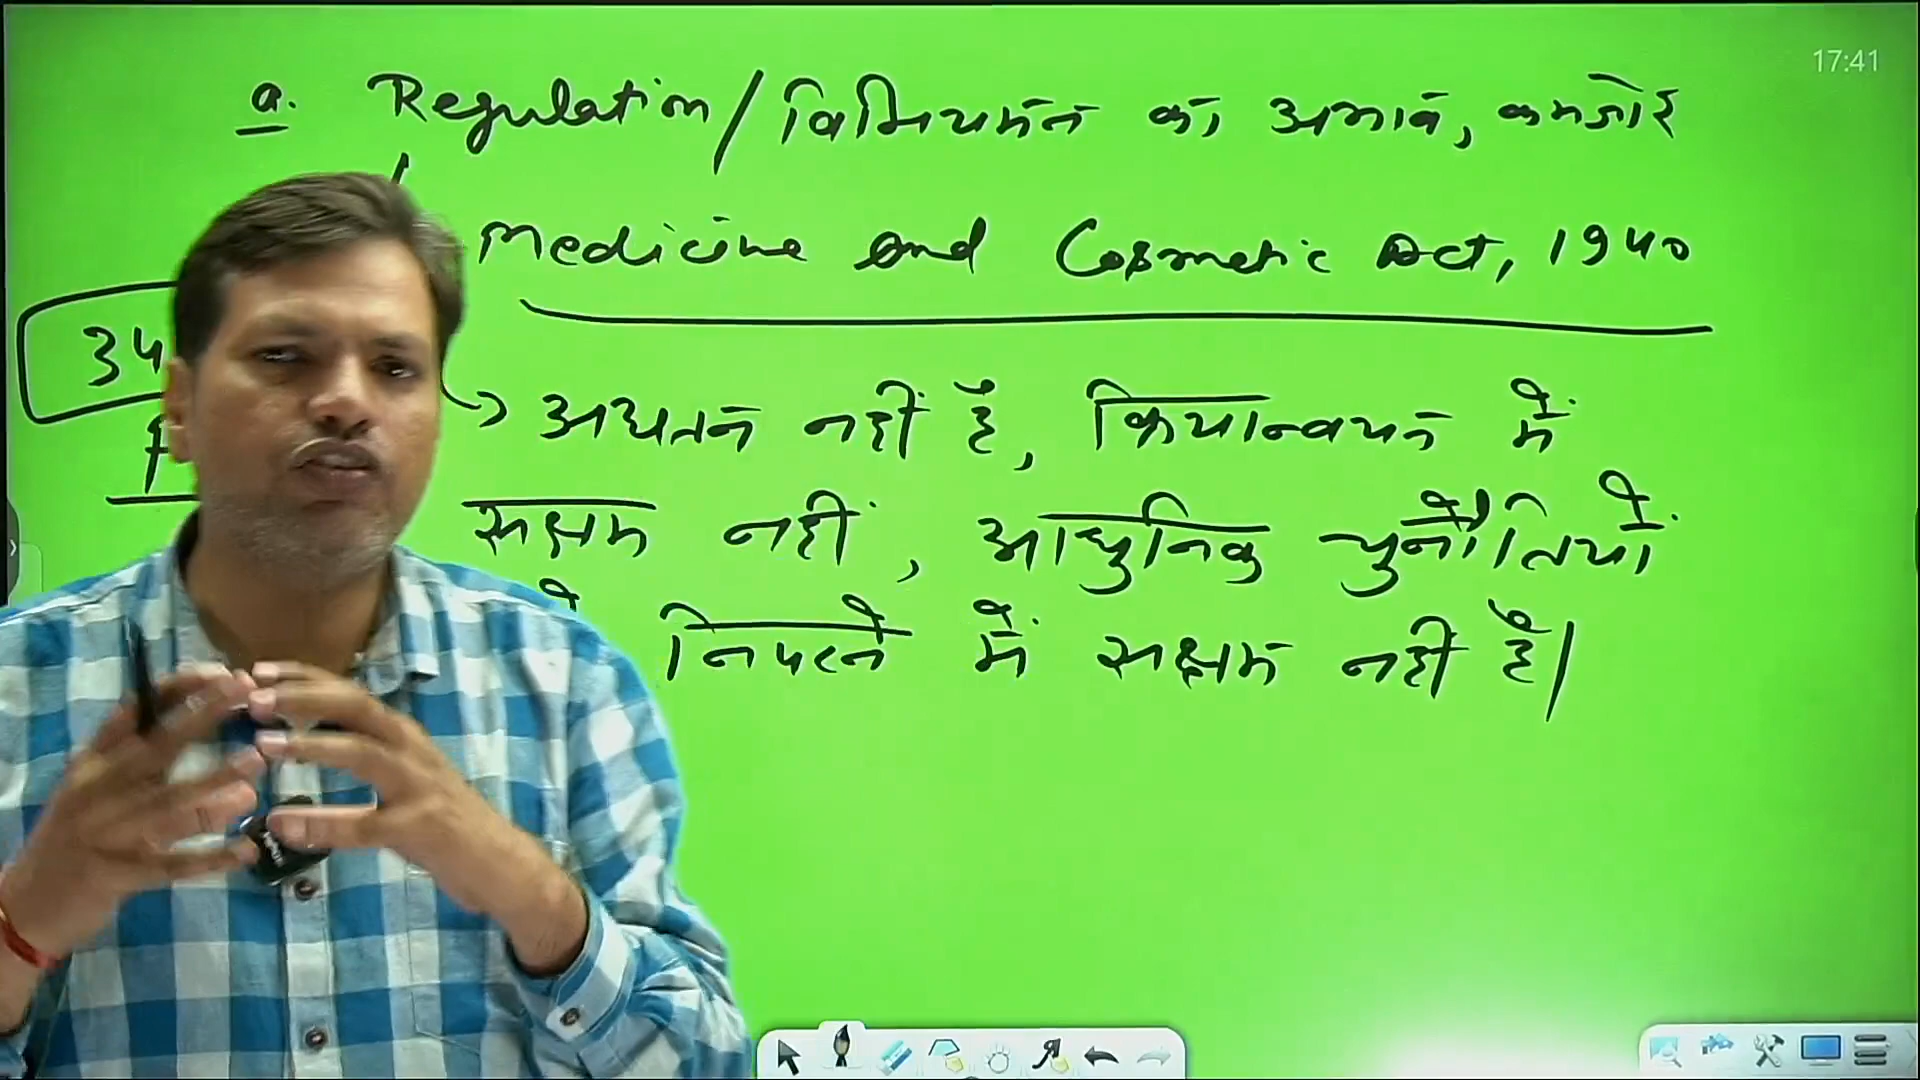 17:41
a. Regulation/विनियमन का अभाव, कमजोर
Medicine and Cosmetic Act, 1940
34
→ अद्यतन नहीं है, क्रियान्वयन में
सक्षम नहीं, आधुनिक चुनौतियों
निपटने में सक्षम नहीं है|